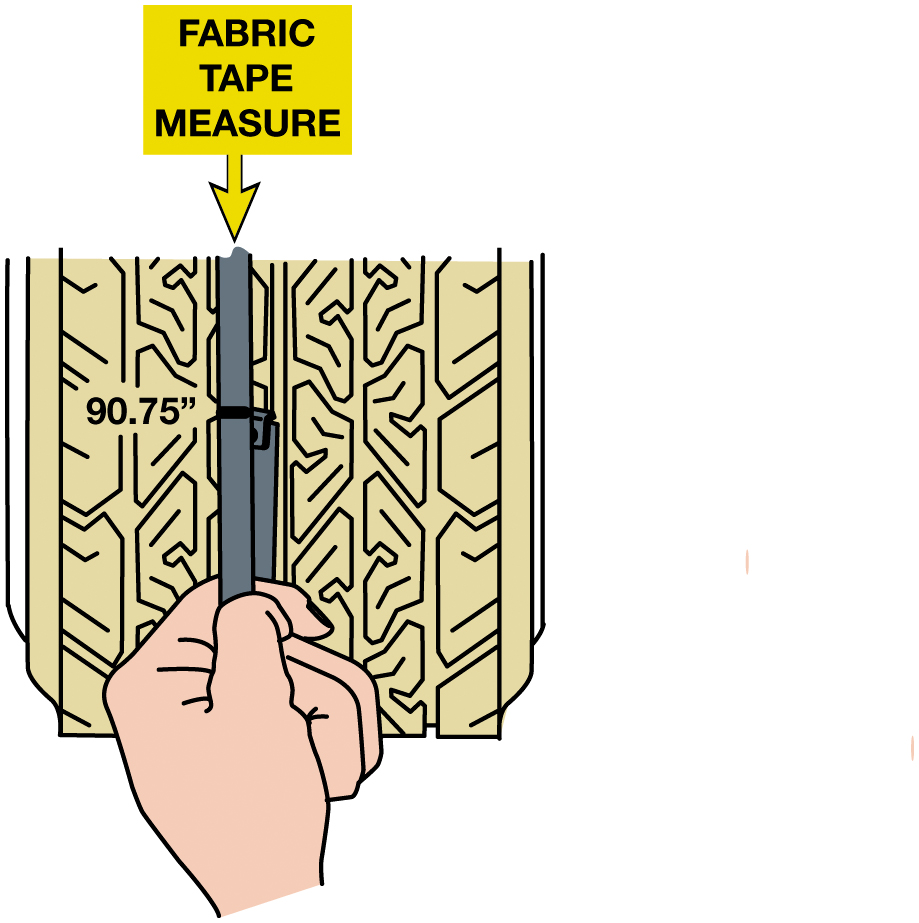 FABRIC
TAPE
MEASURE
90.75”